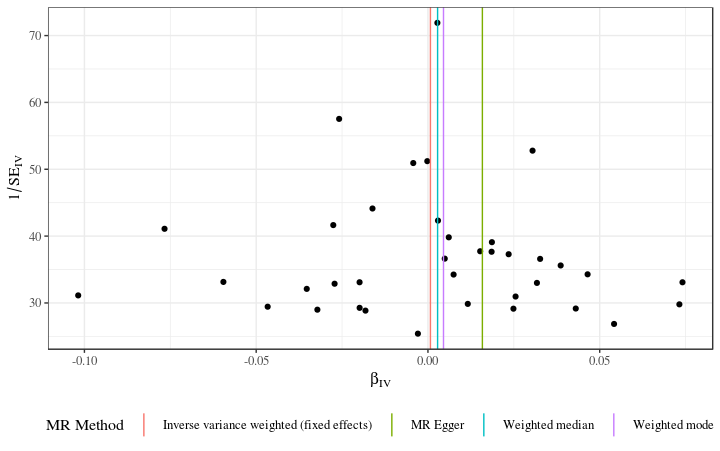 70
60
50
40
30
1/SE_IV
-0.10 -0.05 0.00 0.05
β_IV
MR Method Inverse variance weighted (fixed effects) MR Egger Weighted median Weighted mode